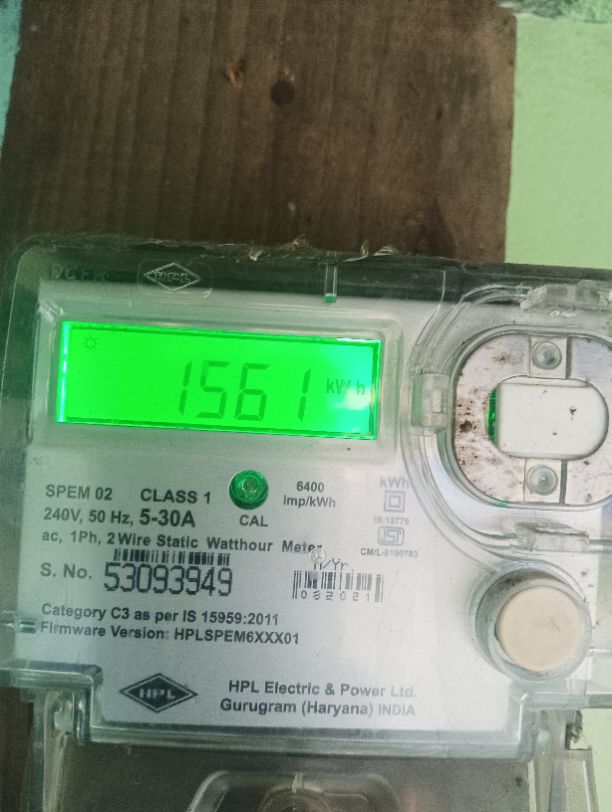 1561 kWh
SPEM 02 CLASS 1
240V, 50 Hz, 5-30A
ac, 1Ph, 2 Wire Static Watthour Meter
CAL
6400
imp/kWh
kWh
IS:13779
ISI
CM/L-9190783
S. No. 53093949
M/Yr.
082021
Category C3 as per IS 15959:2011
Firmware Version: HPLSPEM6XXX01
HPL
HPL Electric & Power Ltd.
Gurugram (Haryana) INDIA